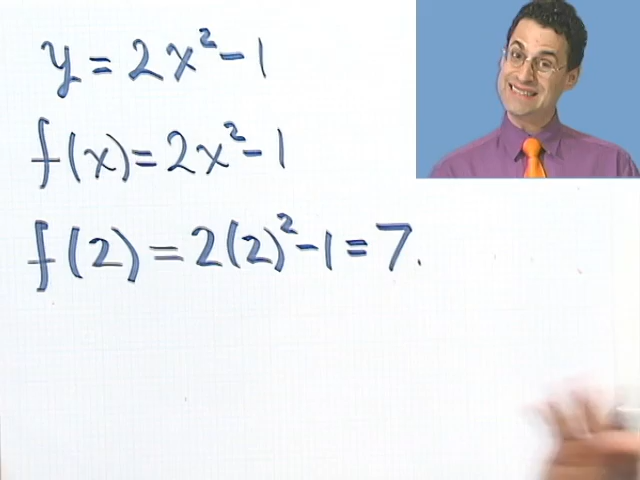 y = 2x² - 1
f(x) = 2x² - 1
f(2) = 2(2)² - 1 = 7.